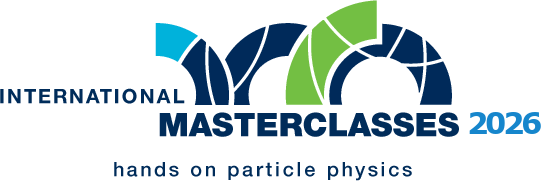 INTERNATIONAL
MASTERCLASSES 2026
hands on particle physics